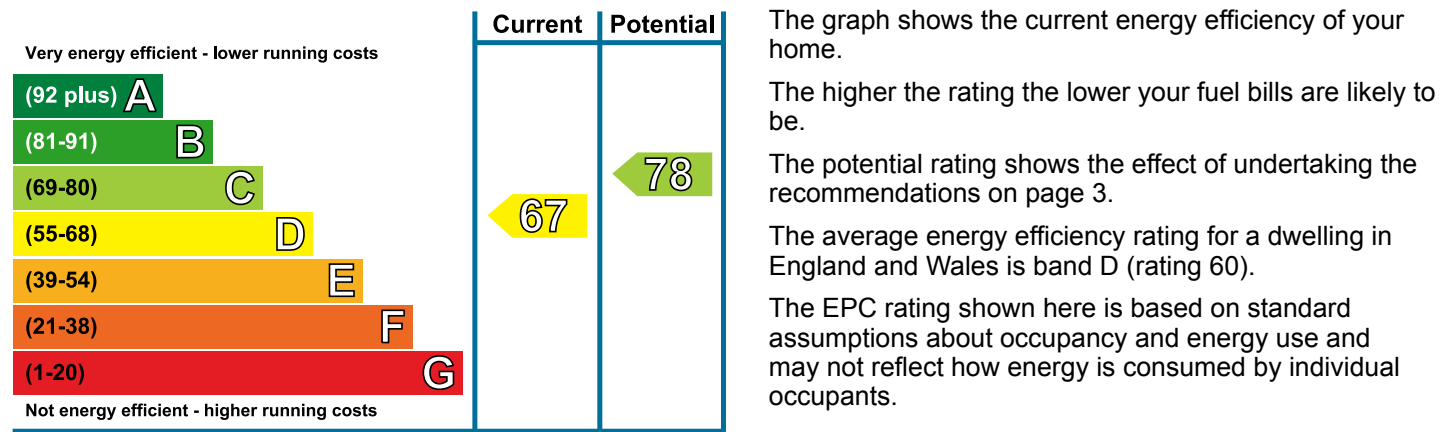 Current Potential
Very energy efficient - lower running costs
(92 plus) A
(81-91) B
(69-80) C
(55-68) D
(39-54) E
(21-38) F
(1-20) G
Not energy efficient - higher running costs
67
78
The graph shows the current energy efficiency of your
home.
The higher the rating the lower your fuel bills are likely to
be.
The potential rating shows the effect of undertaking the
recommendations on page 3.
The average energy efficiency rating for a dwelling in
England and Wales is band D (rating 60).
The EPC rating shown here is based on standard
assumptions about occupancy and energy use and
may not reflect how energy is consumed by individual
occupants.